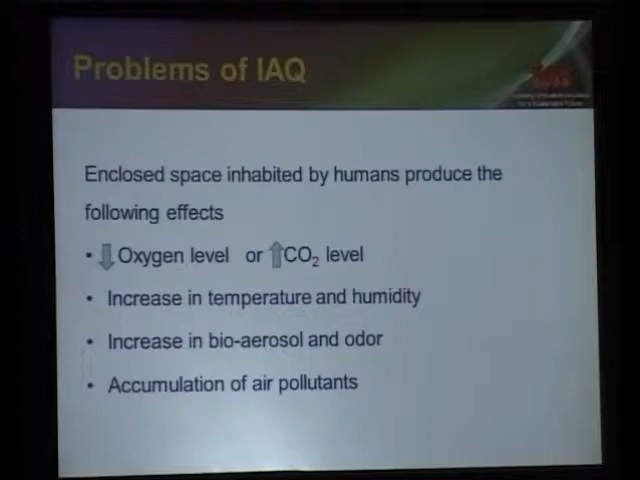 Problems of IAQ
Enclosed space inhabited by humans produce the
following effects
• Oxygen level or CO₂ level
• Increase in temperature and humidity
• Increase in bio-aerosol and odor
• Accumulation of air pollutants